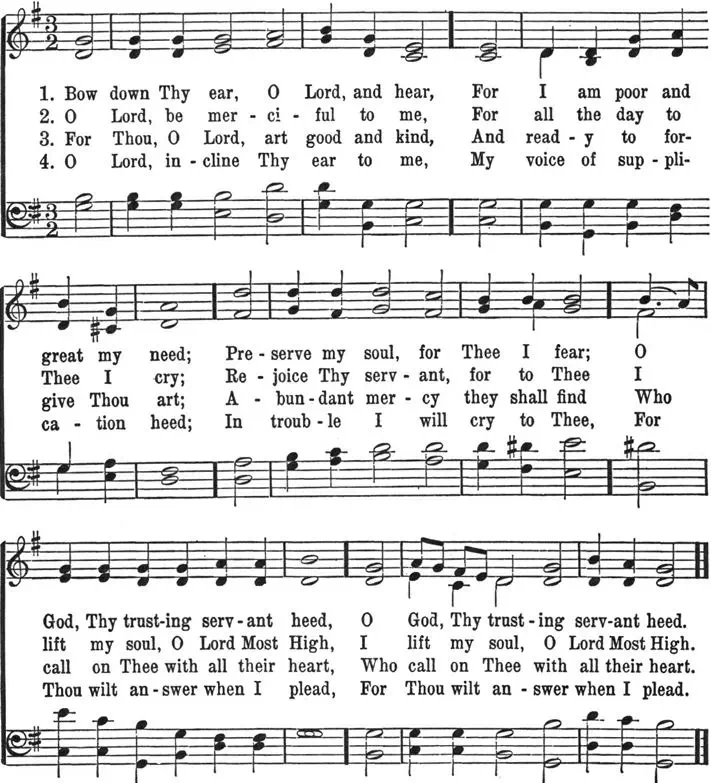 1. Bow down Thy ear, O Lord, and hear, For I am poor and
2. O Lord, be mer - ci - ful to me, For all the day to
3. For Thou, O Lord, art good and kind, And read - y to for-
4. O Lord, in - cline Thy ear to me, My voice of sup - pli-
great my need; Pre - serve my soul, for Thee I fear; O
Thee I cry; Re - joice Thy serv - ant, for to Thee I
give Thou art; A - bun - dant mer - cy they shall find Who
ca - tion heed; In troub - le I will cry to Thee, For
God, Thy trust-ing serv-ant heed, O God, Thy trust - ing serv-ant heed.
lift my soul, O Lord Most High, I lift my soul, O Lord Most High.
call on Thee with all their heart, Who call on Thee with all their heart.
Thou wilt an - swer when I plead, For Thou wilt an - swer when I plead.